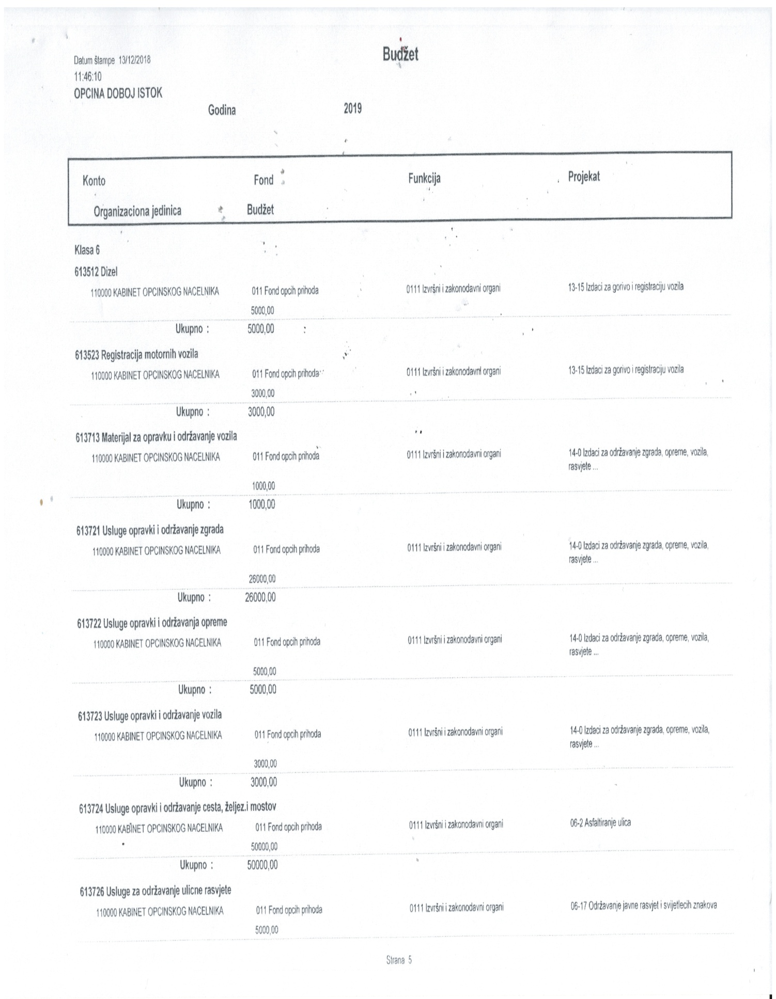 Budžet
Datum štampe 13/12/2018
11:46:10
OPCINA DOBOJ ISTOK
Godina 2019
Konto Fond Funkcija Projekat
Organizaciona jedinica Budžet
Klasa 6
613512 Dizel
110000 KABINET OPCINSKOG NACELNIKA 011 Fond opcih prihoda 0111 Izvršni i zakonodavni organi 13-15 Izdaci za gorivo i registraciju vozila
5000,00
Ukupno : 5000,00
613523 Registracija motornih vozila
110000 KABINET OPCINSKOG NACELNIKA 011 Fond opcih prihoda 0111 Izvršni i zakonodavni organi 13-15 Izdaci za gorivo i registraciju vozila
3000,00
Ukupno : 3000,00
613713 Materijal za opravku i održavanje vozila
110000 KABINET OPCINSKOG NACELNIKA 011 Fond opcih prihoda 0111 Izvršni i zakonodavni organi 14-0 Izdaci za održavanje zgrada, opreme, vozila,
rasvjete ...
1000,00
Ukupno : 1000,00
613721 Usluge opravki i održavanje zgrada
110000 KABINET OPCINSKOG NACELNIKA 011 Fond opcih prihoda 0111 Izvršni i zakonodavni organi 14-0 Izdaci za održavanje zgrada, opreme, vozila,
rasvjete ...
26000,00
Ukupno : 26000,00
613722 Usluge opravki i održavanja opreme
110000 KABINET OPCINSKOG NACELNIKA 011 Fond opcih prihoda 0111 Izvršni i zakonodavni organi 14-0 Izdaci za održavanje zgrada, opreme, vozila,
rasvjete ...
5000,00
Ukupno : 5000,00
613723 Usluge opravki i održavanje vozila
110000 KABINET OPCINSKOG NACELNIKA 011 Fond opcih prihoda 0111 Izvršni i zakonodavni organi 14-0 Izdaci za održavanje zgrada, opreme, vozila,
rasvjete ...
3000,00
Ukupno : 3000,00
613724 Usluge opravki i održavanje cesta, željez.i mostov
110000 KABINET OPCINSKOG NACELNIKA 011 Fond opcih prihoda 0111 Izvršni i zakonodavni organi 06-2 Asfaltiranje ulica
50000,00
Ukupno : 50000,00
613726 Usluge za održavanje ulicne rasvjete
110000 KABINET OPCINSKOG NACELNIKA 011 Fond opcih prihoda 0111 Izvršni i zakonodavni organi 06-17 Održavanje javne rasvjet i svijetlecih znakova
5000,00
Strana 5